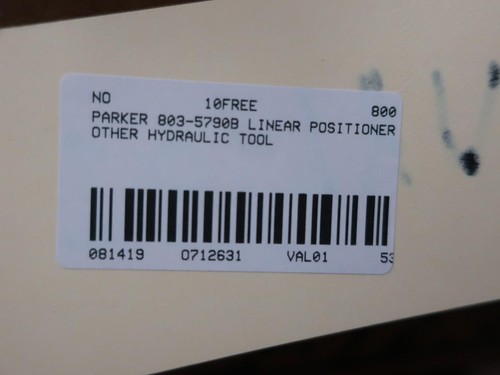 NO 10FREE 800
PARKER 803-5790B LINEAR POSITIONER
OTHER HYDRAULIC TOOL
081419 0712631 VAL01 53